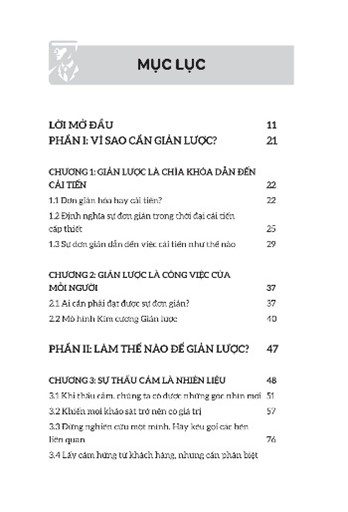 MỤC LỤC
LỜI MỞ ĐẦU 11
PHẦN I: VÌ SAO CẦN GIẢN LƯỢC? 21
CHƯƠNG 1: GIẢN LƯỢC LÀ CHÌA KHÓA DẪN ĐẾN
CẢI TIẾN 22
1.1 Đơn giản hóa hay cải tiến? 22
1.2 Định nghĩa sự đơn giản trong thời đại cải tiến
cấp thiết 25
1.3 Sự đơn giản dẫn đến việc cải tiến như thế nào 29
CHƯƠNG 2: GIẢN LƯỢC LÀ CÔNG VIỆC CỦA
MỖI NGƯỜI 37
2.1 Ai cần phải đạt được sự đơn giản? 37
2.2 Mô hình Kim cương Giản lược 40
PHẦN II: LÀM THẾ NÀO ĐỂ GIẢN LƯỢC? 47
CHƯƠNG 3: SỰ THẤU CẢM LÀ NHIÊN LIỆU 48
3.1 Khi thấu cảm, chúng ta có được những góc nhìn mới 51
3.2 Khiến mọi khảo sát trở nên có giá trị 57
3.3 Đừng nghiên cứu một mình. Hãy kêu gọi các bên
liên quan 76
3.4 Lấy cảm hứng từ khách hàng, nhưng cần phân biệt